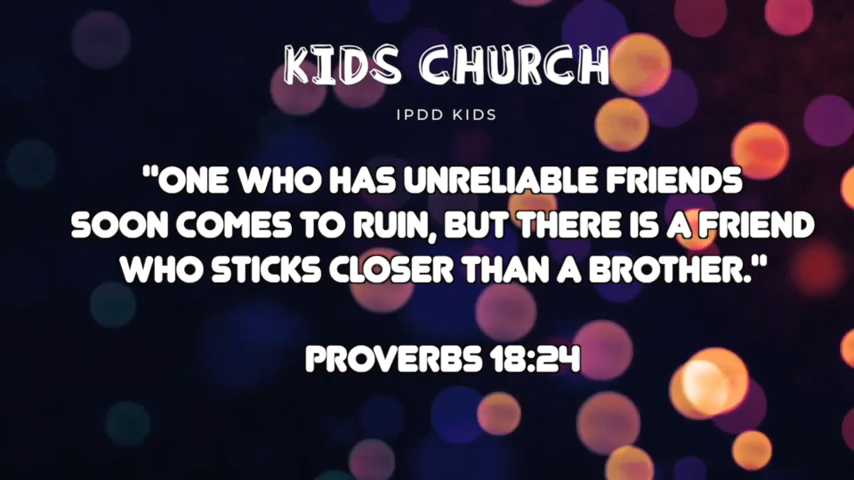 KIDS CHURCH
IPDD KIDS
"ONE WHO HAS UNRELIABLE FRIENDS
SOON COMES TO RUIN, BUT THERE IS A FRIEND
WHO STICKS CLOSER THAN A BROTHER."
PROVERBS 18:24